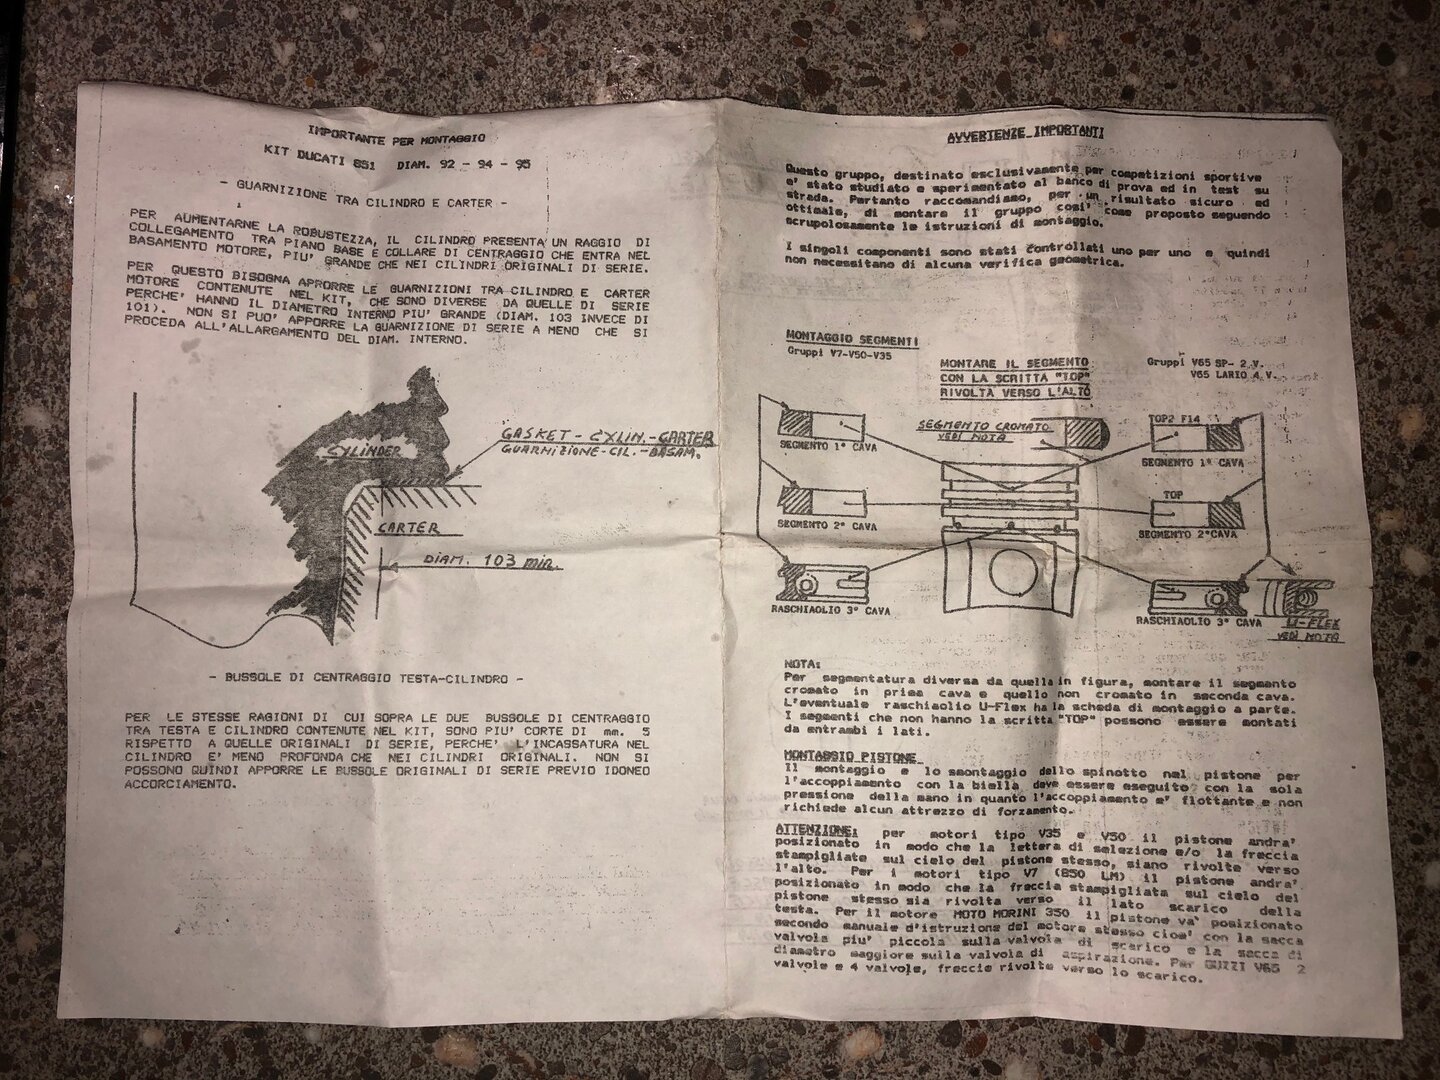 IMPORTANTE PER MONTAGGIO
KIT DUCATI 851 DIAM. 92 - 94 - 95
- GUARNIZIONE TRA CILINDRO E CARTER -
PER AUMENTARNE LA ROBUSTEZZA, IL CILINDRO PRESENTA UN RAGGIO DI
COLLEGAMENTO TRA PIANO BASE E COLLARE DI CENTRAGGIO CHE ENTRA NEL
BASAMENTO MOTORE, PIU' GRANDE CHE NEI CILINDRI ORIGINALI DI SERIE.
PER QUESTO BISOGNA APPORRE LE GUARNIZIONI TRA CILINDRO E CARTER
MOTORE CONTENUTE NEL KIT, CHE SONO DIVERSE DA QUELLE DI SERIE
PERCHE' HANNO IL DIAMETRO INTERNO PIU' GRANDE (DIAM. 103 INVECE DI
101). NON SI PUO' APPORRE LA GUARNIZIONE DI SERIE A MENO CHE SI
PROCEDA ALL'ALLARGAMENTO DEL DIAM. INTERNO.
CYLINDER
GASKET - CYLIN.-CARTER
GUARNIZIONE-CIL.-BASAM.
CARTER
DIAM. 103 min.
- BUSSOLE DI CENTRAGGIO TESTA-CILINDRO -
PER LE STESSE RAGIONI DI CUI SOPRA LE DUE BUSSOLE DI CENTRAGGIO
TRA TESTA E CILINDRO CONTENUTE NEL KIT, SONO PIU' CORTE DI mm. 5
RISPETTO A QUELLE ORIGINALI DI SERIE, PERCHE' L'INCASSATURA NEL
CILINDRO E' MENO PROFONDA CHE NEI CILINDRI ORIGINALI. NON SI
POSSONO QUINDI APPORRE LE BUSSOLE ORIGINALI DI SERIE PREVIO IDONEO
ACCORCIAMENTO.
AVVERTENZE IMPORTANTI
Questo gruppo, destinato esclusivamente per competizioni sportive
e' stato studiato e sperimentato al banco di prova ed in test su
strada. Pertanto raccomandiamo, per un risultato sicuro ed
ottimale, di montare il gruppo cosi' come proposto seguendo
scrupolosamente le istruzioni di montaggio.
I singoli componenti sono stati controllati uno per uno e quindi
non necessitano di alcuna verifica geometrica.
MONTAGGIO SEGMENTI
Gruppi V7-V50-V35
MONTARE IL SEGMENTO
CON LA SCRITTA "TOP"
RIVOLTA VERSO L'ALTO
Gruppi V65 SP- 2 V.
V65 LARIO 4 V.
SEGMENTO 1° CAVA
SEGMENTO CROMATO
VEDI NOTA
TOP2 F14
SEGMENTO 1° CAVA
SEGMENTO 2° CAVA
TOP
SEGMENTO 2°CAVA
RASCHIAOLIO 3° CAVA
RASCHIAOLIO 3° CAVA
U-FLEX
VEDI NOTA
NOTA:
Per segmentatura diversa da quella in figura, montare il segmento
cromato in prima cava e quello non cromato in seconda cava.
L'eventuale raschiaolio U-Flex ha la scheda di montaggio a parte.
I segmenti che non hanno la scritta "TOP" possono essere montati
da entrambi i lati.
MONTAGGIO PISTONE
Il montaggio e lo smontaggio dello spinotto nel pistone per
l'accoppiamento con la biella deve essere eseguito con la sola
pressione della mano in quanto l'accoppiamento e' flottante e non
richiede alcun attrezzo di forzamento.
ATTENZIONE: per motori tipo V35 e V50 il pistone andra'
posizionato in modo che la lettera di selezione e/o la freccia
stampigliate sul cielo del pistone stesso, siano rivolte verso
l'alto. Per i motori tipo V7 (850 LM) il pistone andra'
posizionato in modo che la freccia stampigliata sul cielo del
pistone stesso sia rivolta verso il lato scarico della
testa. Per il motore MOTO MORINI 350 il pistone va' posizionato
secondo manuale d'istruzione del motore stesso cioe' con la sacca
valvola piu' piccola sulla valvola di scarico e la sacca di
diametro maggiore sulla valvola di aspirazione. Per GUZZI V65 2
valvole e 4 valvole, freccie rivolte verso lo scarico.